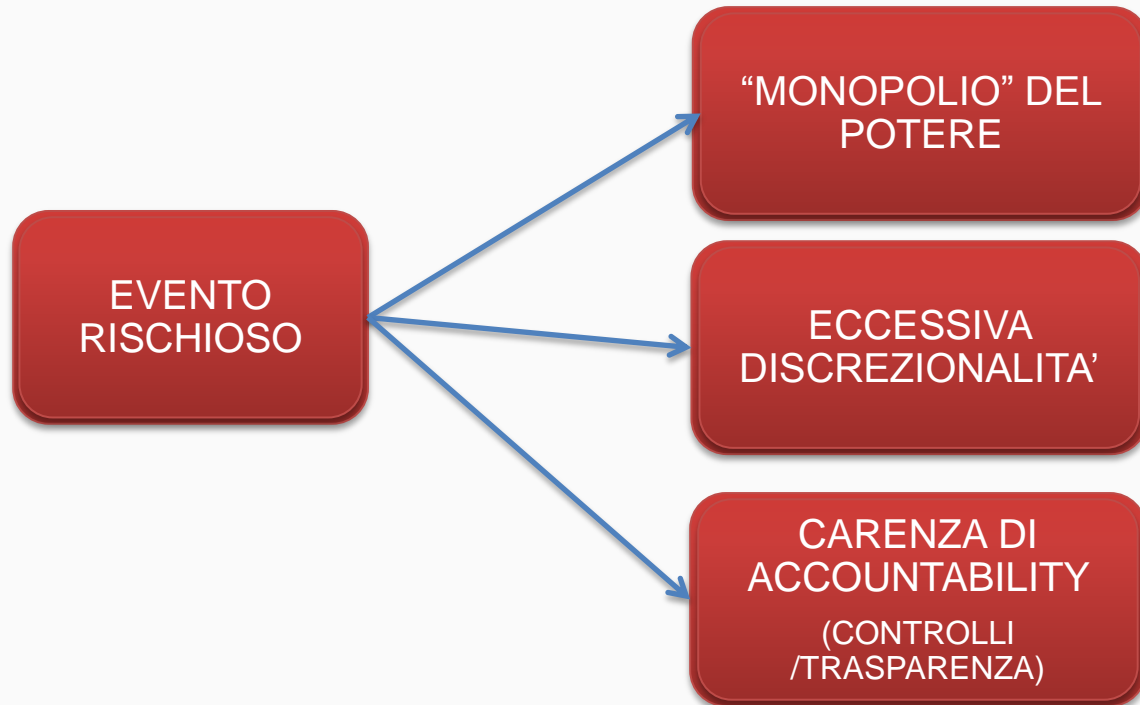 “MONOPOLIO” DEL
POTERE
EVENTO
RISCHIOSO
ECCESSIVA
DISCREZIONALITA’
CARENZA DI
ACCOUNTABILITY
(CONTROLLI
/TRASPARENZA)